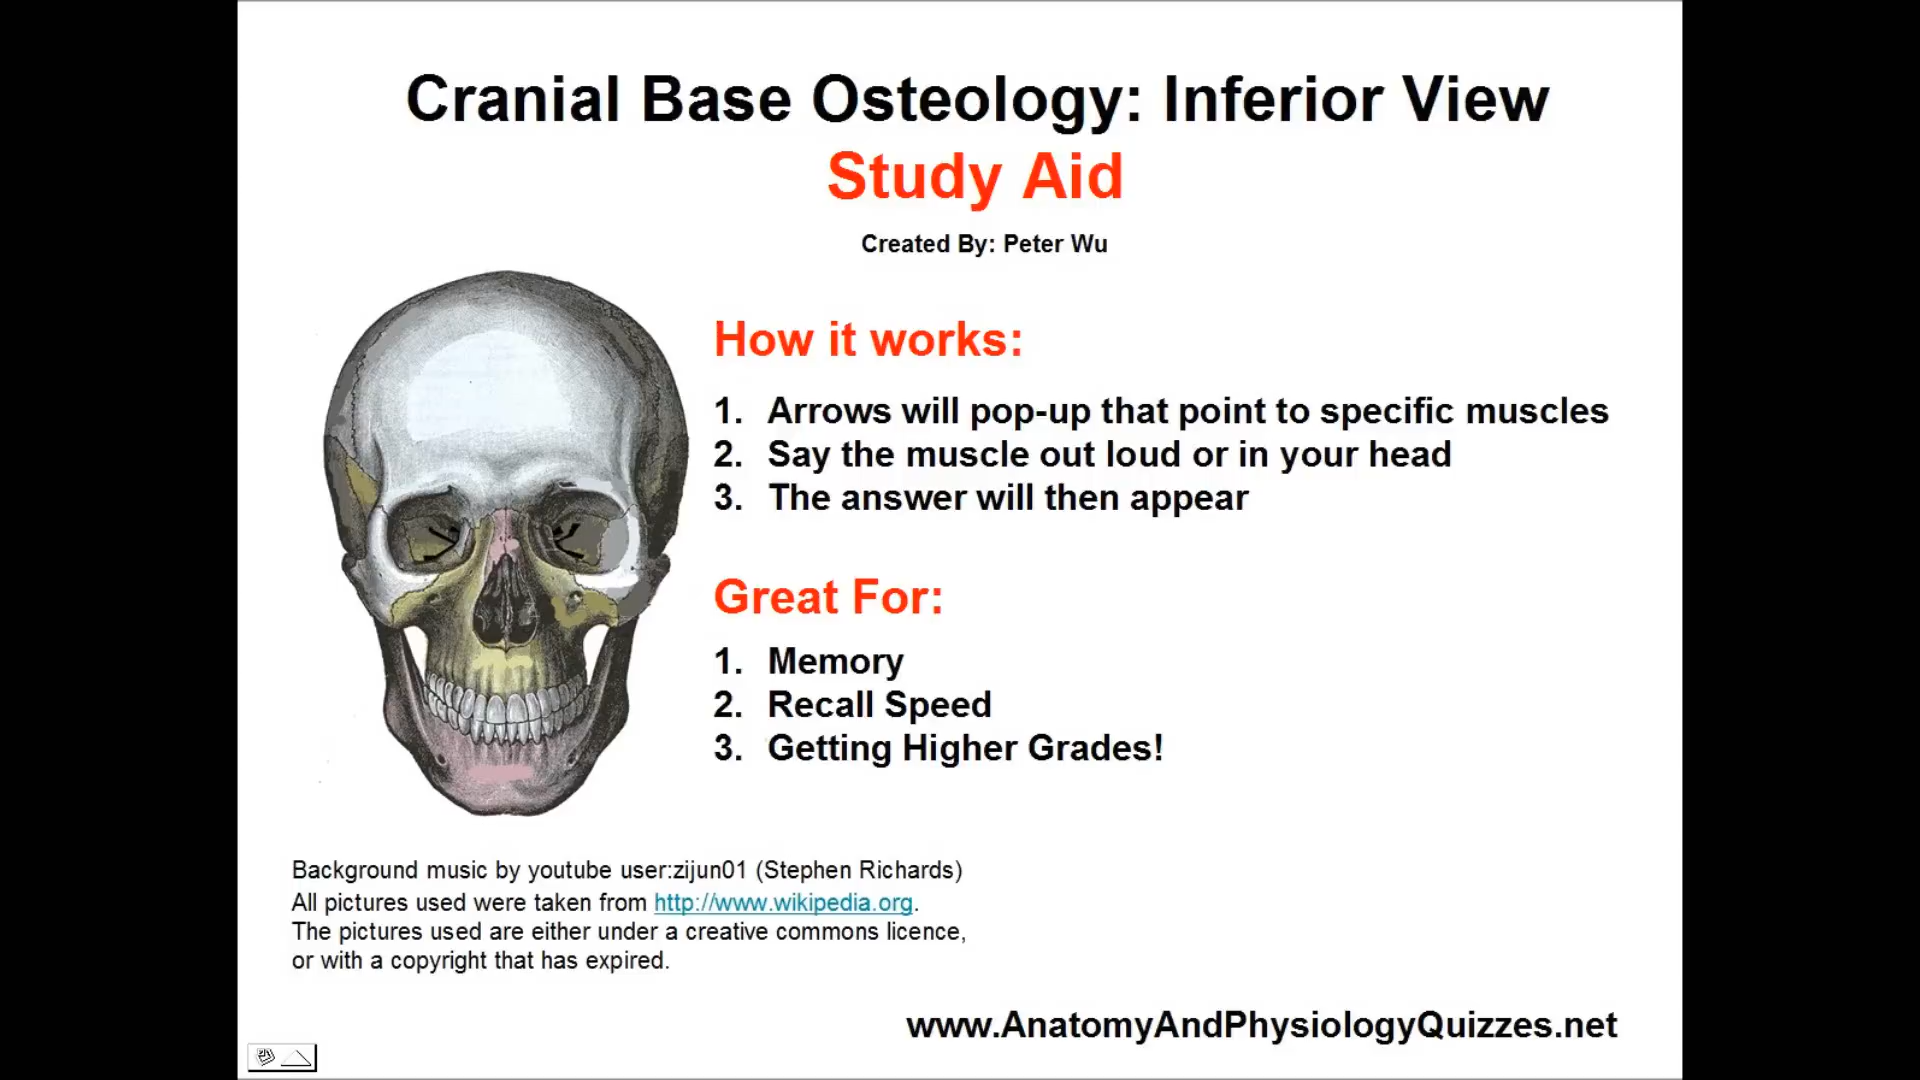 Cranial Base Osteology: Inferior View
Study Aid
Created By: Peter Wu
How it works:
1. Arrows will pop-up that point to specific muscles
2. Say the muscle out loud or in your head
3. The answer will then appear
Great For:
1. Memory
2. Recall Speed
3. Getting Higher Grades!
Background music by youtube user:zijun01 (Stephen Richards)
All pictures used were taken from http://www.wikipedia.org.
The pictures used are either under a creative commons licence,
or with a copyright that has expired.
www.AnatomyAndPhysiologyQuizzes.net